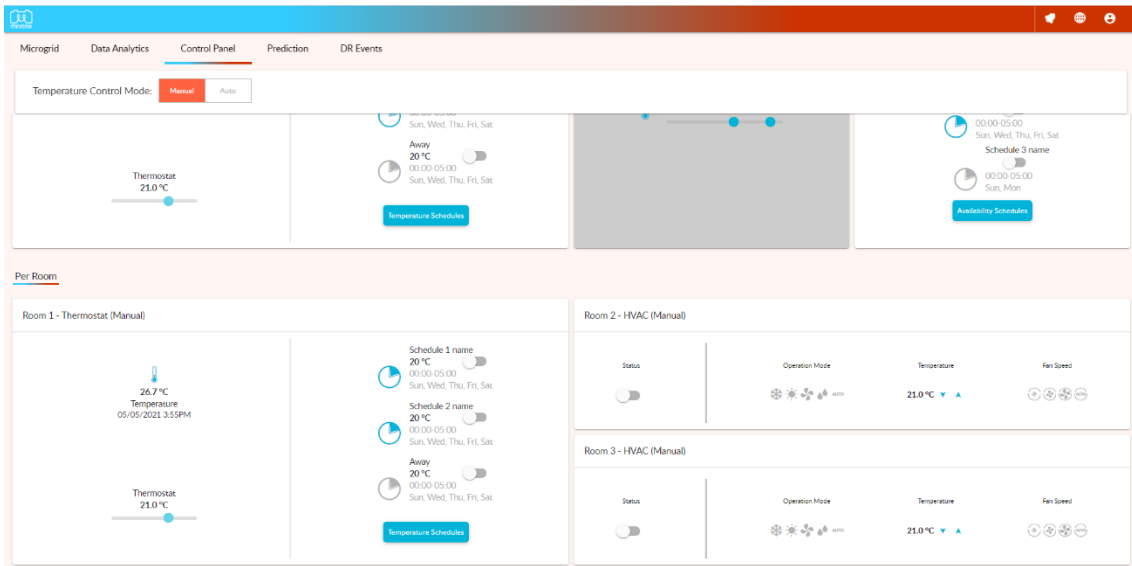 Microgrid Data Analytics Control Panel Prediction DR Events
Temperature Control Mode: Manual Auto
Thermostat
21.0 °C
Sun, Wed, Thu, Fri, Sat
Away
20 °C
00:00-05:00
Sun, Wed, Thu, Fri, Sat
Temperature Schedules
00:00-05:00
Sun, Wed, Thu, Fri, Sat
Schedule 3 name
00:00-05:00
Sun, Mon
Availability Schedules
Per Room
Room 1 - Thermostat (Manual)
26.7 °C
Temperature
05/05/2021 3:55PM
Thermostat
21.0 °C
Schedule 1 name
20 °C
00:00-05:00
Sun, Wed, Thu, Fri, Sat
Schedule 2 name
20 °C
00:00-05:00
Sun, Wed, Thu, Fri, Sat
Away
20 °C
00:00-05:00
Sun, Wed, Thu, Fri, Sat
Temperature Schedules
Room 2 - HVAC (Manual)
Status Operation Mode Temperature Fan Speed
AUTO 21.0 °C AUTO
Room 3 - HVAC (Manual)
Status Operation Mode Temperature Fan Speed
AUTO 21.0 °C AUTO